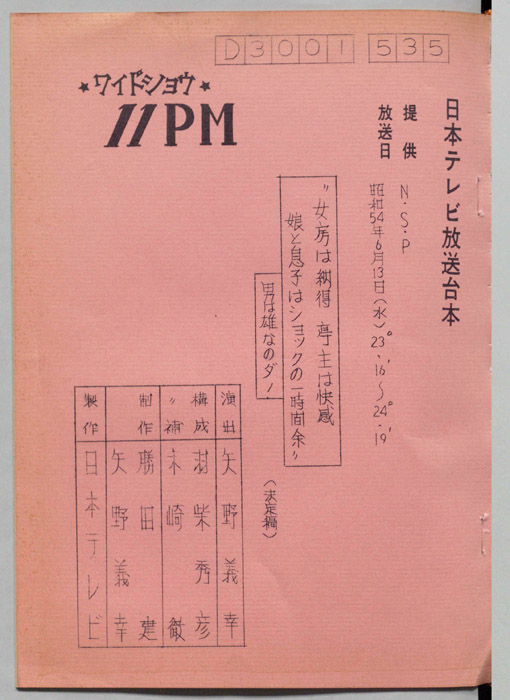 D3001 535
日本テレビ放送台本
提供 N・S・P
放送日 昭和54年6月13日(水)23°・16'〜24°・19'
★ワイドショウ★
11PM
"女房は納得 亭主は快感
娘と息子はショックの一時間余"
男は雄なのダ!
(決定稿)
演出 矢野義幸
構成 羽柴秀彦
〃補 木崎徹
制作 勝田建
矢野義幸
製作 日本テレビ